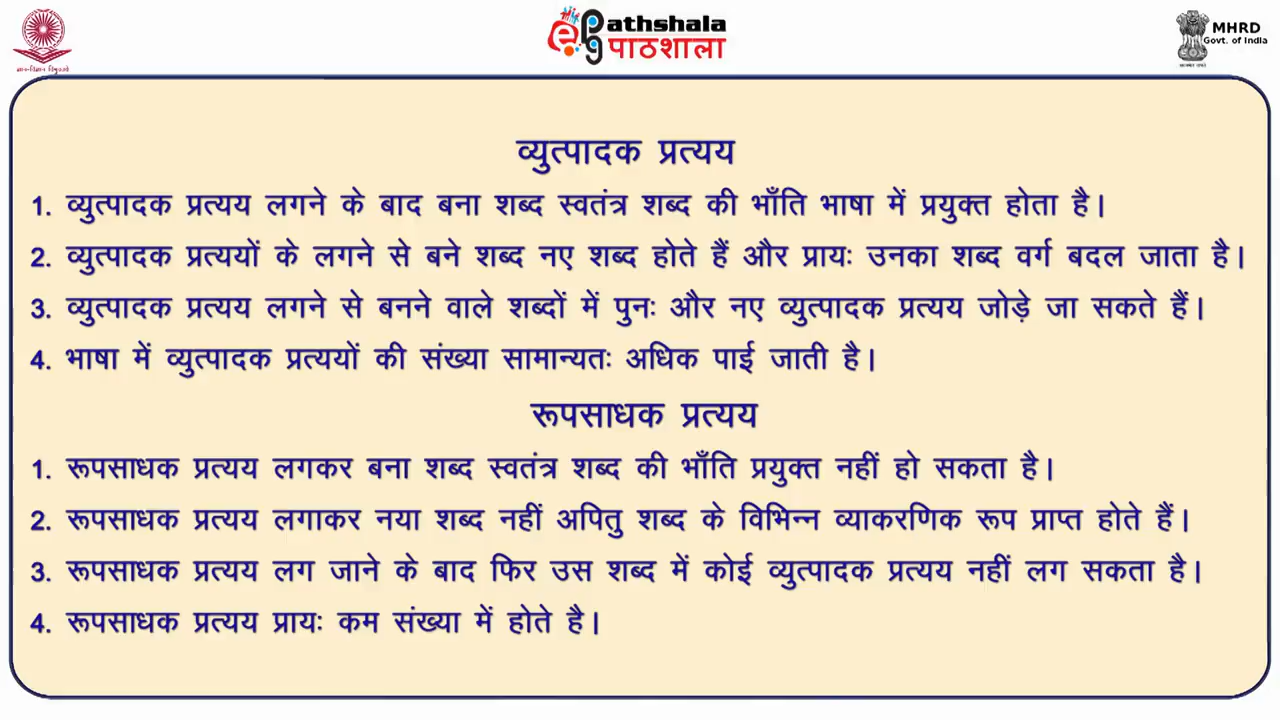 ePathshala
पाठशाला
MHRD
Govt. of India
व्युत्पादक प्रत्यय
1. व्युत्पादक प्रत्यय लगने के बाद बना शब्द स्वतंत्र शब्द की भाँति भाषा में प्रयुक्त होता है।
2. व्युत्पादक प्रत्ययों के लगने से बने शब्द नए शब्द होते हैं और प्रायः उनका शब्द वर्ग बदल जाता है।
3. व्युत्पादक प्रत्यय लगने से बनने वाले शब्दों में पुनः और नए व्युत्पादक प्रत्यय जोड़े जा सकते हैं।
4. भाषा में व्युत्पादक प्रत्ययों की संख्या सामान्यतः अधिक पाई जाती है।
रूपसाधक प्रत्यय
1. रूपसाधक प्रत्यय लगकर बना शब्द स्वतंत्र शब्द की भाँति प्रयुक्त नहीं हो सकता है।
2. रूपसाधक प्रत्यय लगाकर नया शब्द नहीं अपितु शब्द के विभिन्न व्याकरणिक रूप प्राप्त होते हैं।
3. रूपसाधक प्रत्यय लग जाने के बाद फिर उस शब्द में कोई व्युत्पादक प्रत्यय नहीं लग सकता है।
4. रूपसाधक प्रत्यय प्रायः कम संख्या में होते है।